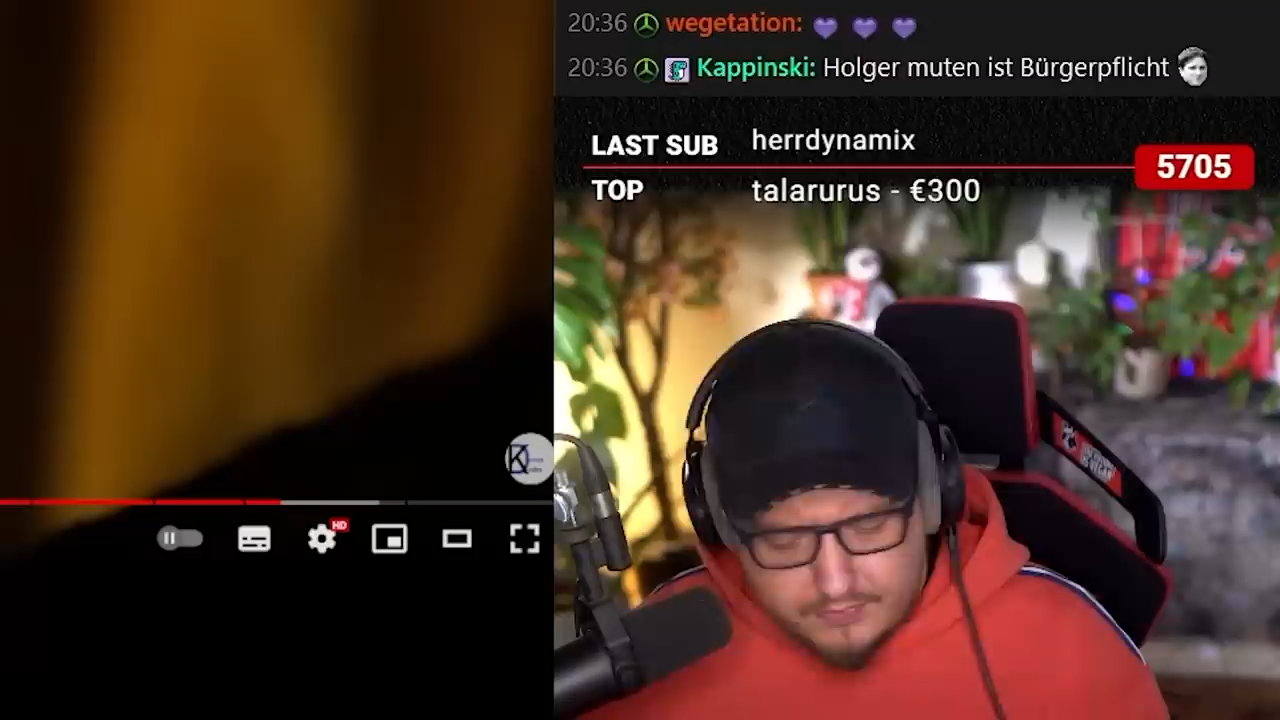 20:36 wegetation:
20:36 Kappinski: Holger muten ist Bürgerpflicht
LAST SUB herrdynamix
5705
TOP talarurus - €300
HD
K